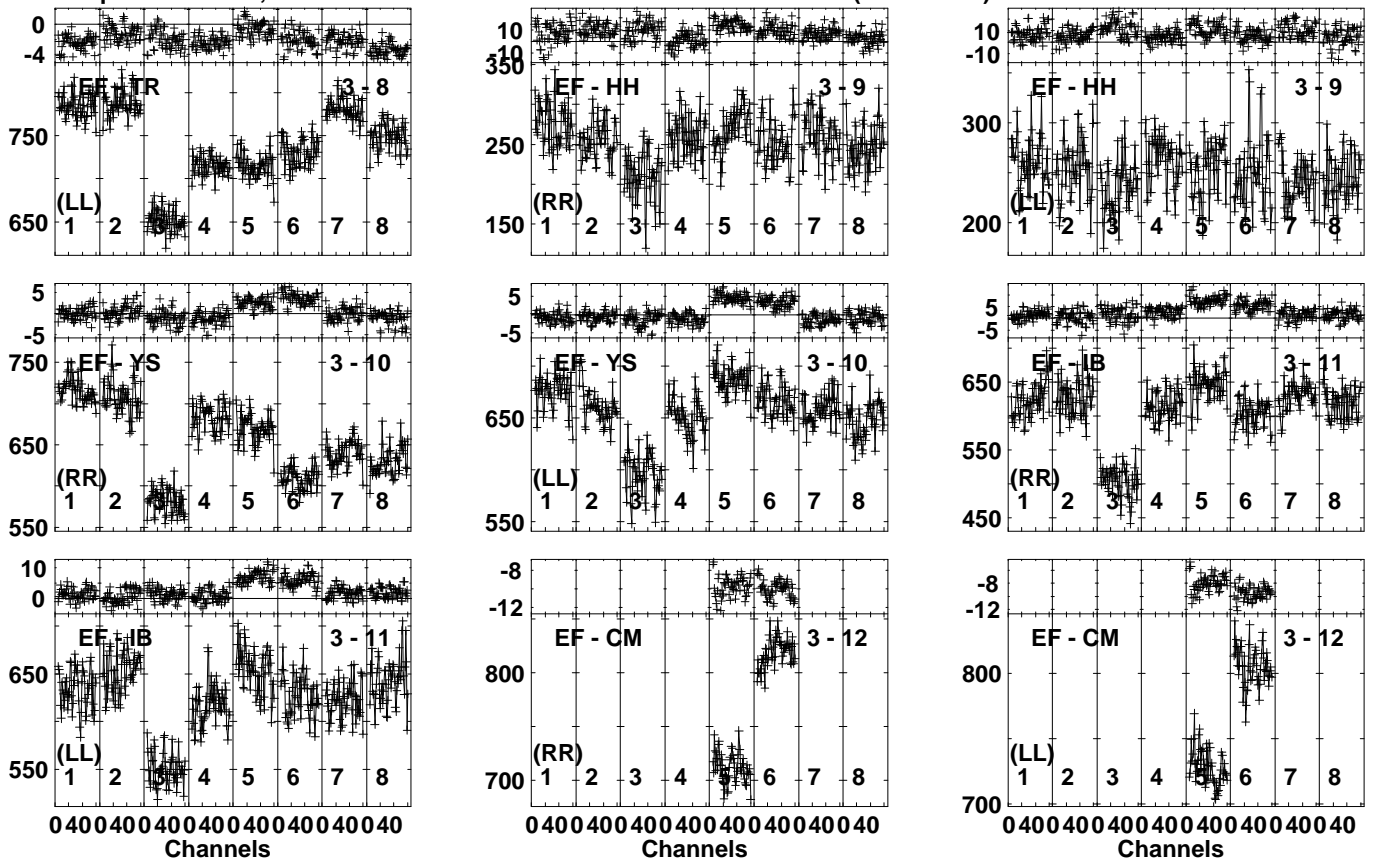 0
-4
EF - TR 3 - 8
750
650
(LL)
1 2 3 4 5 6 7 8
10
-10
350
EF - HH 3 - 9
250
150
(RR)
1 2 3 4 5 6 7 8
10
-10
EF - HH 3 - 9
300
200
(LL)
1 2 3 4 5 6 7 8
5
-5
750
EF - YS 3 - 10
650
550
(RR)
1 2 3 4 5 6 7 8
5
-5
EF - YS 3 - 10
650
550
(LL)
1 2 3 4 5 6 7 8
5
-5
EF - IB 3 - 11
650
550
450
(RR)
1 2 3 4 5 6 7 8
10
0
EF - IB 3 - 11
650
550
(LL)
1 2 3 4 5 6 7 8
0 40 0 40 0 40 0 40 0 40 0 40 0 40 0 40
Channels
-8
-12
EF - CM 3 - 12
800
700
(RR)
1 2 3 4 5 6 7 8
0 40 0 40 0 40 0 40 0 40 0 40 0 40 0 40
Channels
-8
-12
EF - CM 3 - 12
800
700
(LL)
1 2 3 4 5 6 7 8
0 40 0 40 0 40 0 40 0 40 0 40 0 40 0 40
Channels